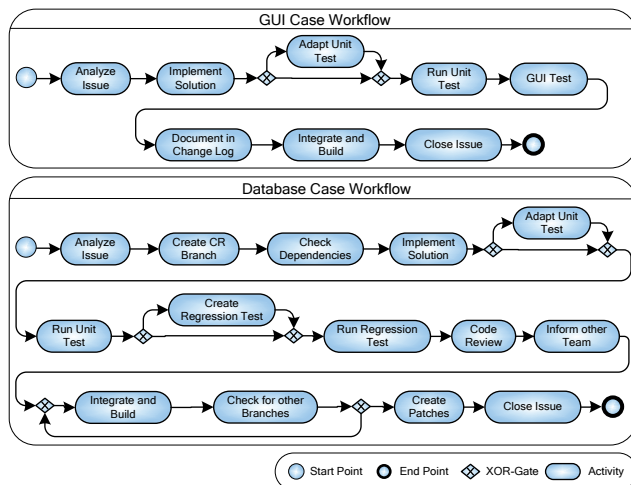 GUI Case Workflow
Adapt Unit
Test
Analyze
Issue
Implement
Solution
Run Unit
Test
GUI Test
Document in
Change Log
Integrate and
Build
Close Issue
Database Case Workflow
Adapt Unit
Test
Analyze
Issue
Create CR
Branch
Check
Dependencies
Implement
Solution
Create
Regression Test
Run Unit
Test
Run Regression
Test
Code
Review
Inform other
Team
Integrate and
Build
Check for other
Branches
Create
Patches
Close Issue
Start Point
End Point
XOR-Gate
Activity